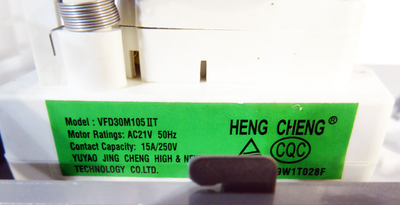 Model : VFD30M105IIT
Motor Ratings: AC21V 50Hz
Contact Capacity: 15A/250V
YUYAO JING CHENG HIGH &
TECHNOLOGY CO.LTD.
HENG CHENG
CQC
9W1T028F